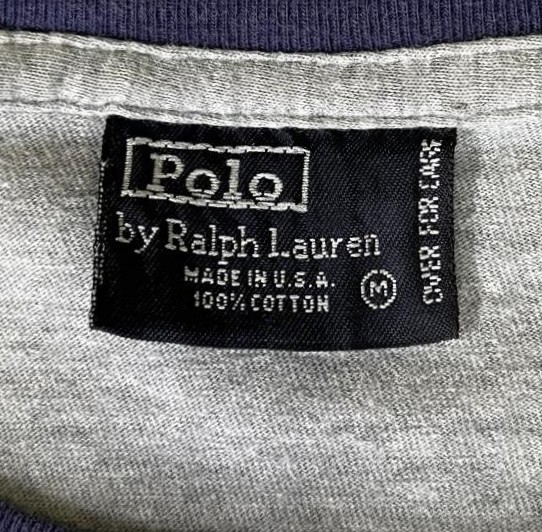 Polo
by Ralph Lauren
MADE IN U.S.A.
100% COTTON
M
OVER FOR CARE